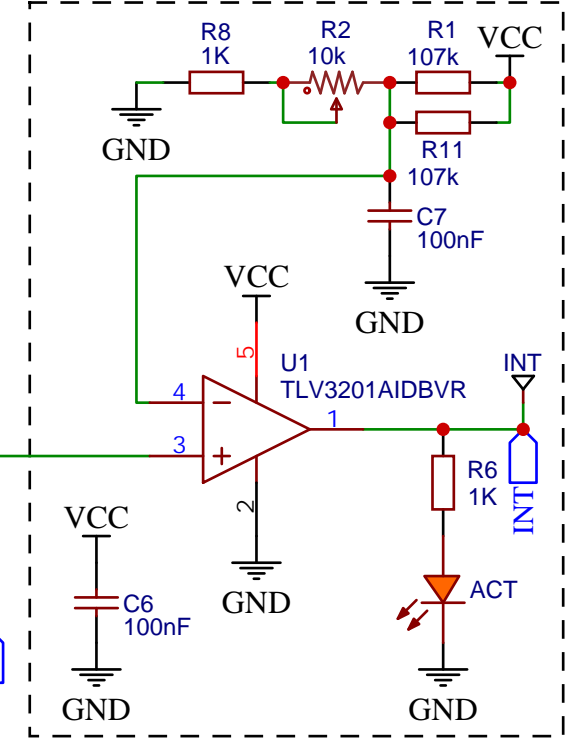 R8
1K
R2
10k
R1
107k
VCC
GND
R11
107k
C7
100nF
GND
VCC
5
U1
TLV3201AIDBVR
INT
4
1
3
2
R6
1K
INT
VCC
C6
100nF
GND
ACT
GND
GND